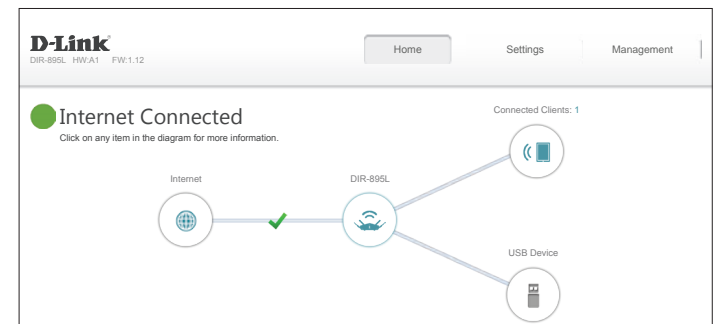 D-Link
DIR-895L HW:A1 FW:1.12
Home
Settings
Management
Internet Connected
Click on any item in the diagram for more information.
Connected Clients: 1
Internet
DIR-895L
USB Device